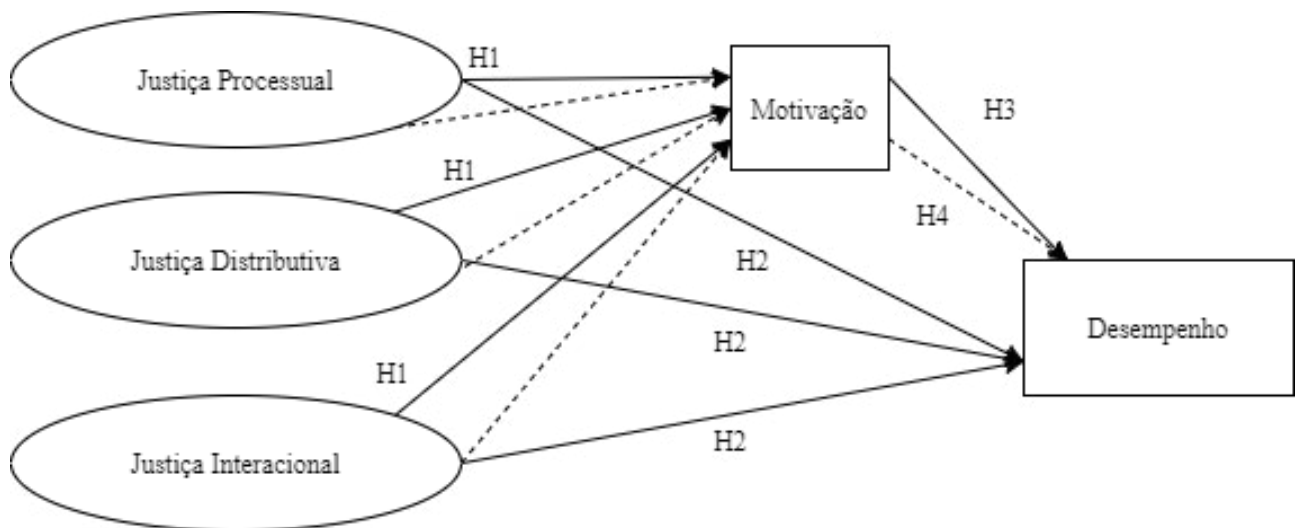 H1
Justiça Processual
Motivação
H3
H1
H4
Justiça Distributiva
H2
Desempenho
H2
H1
H2
Justiça Interacional